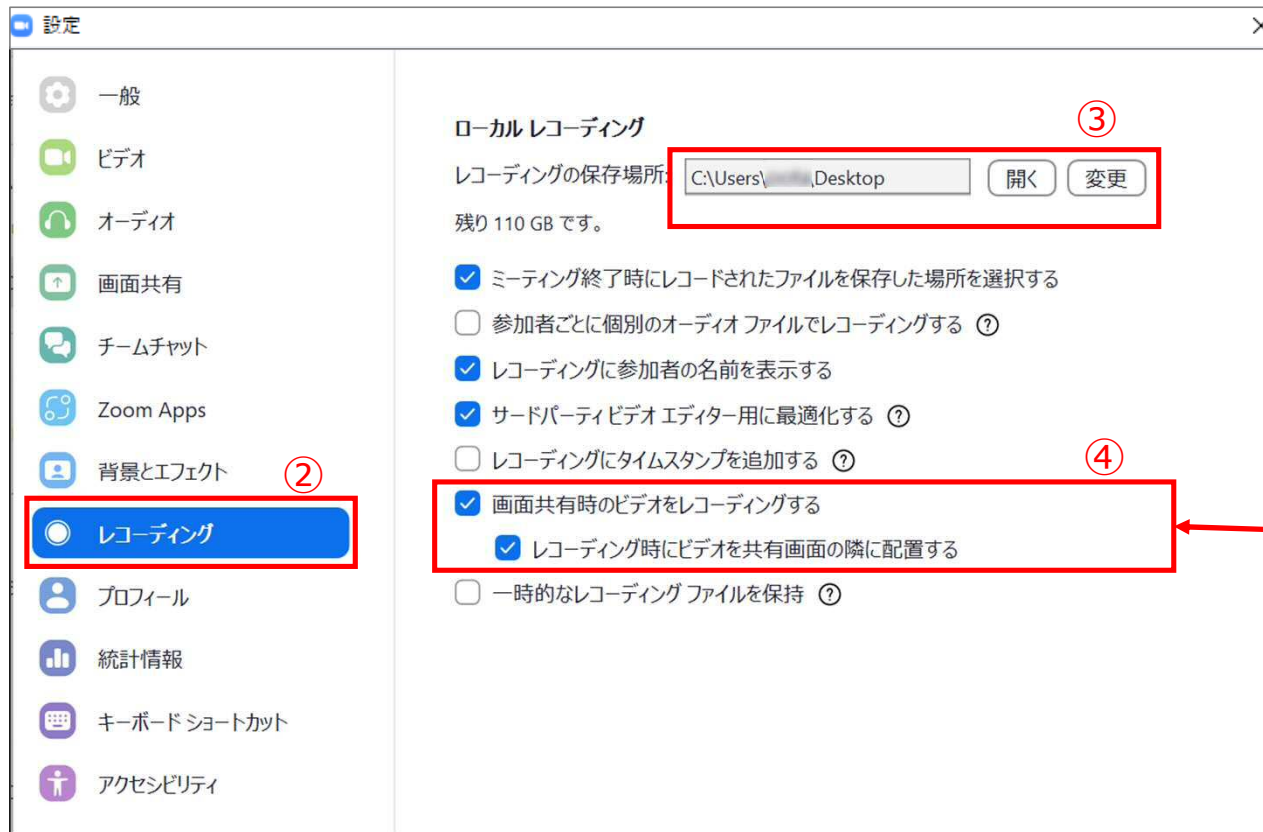 設定
一般
ビデオ
オーディオ
画面共有
チームチャット
Zoom Apps
背景とエフェクト
②
レコーディング
プロフィール
統計情報
キーボード ショートカット
アクセシビリティ
ローカル レコーディング
③
レコーディングの保存場所: C:\Users\ \Desktop 開く 変更
残り 110 GB です。
ミーティング終了時にレコードされたファイルを保存した場所を選択する
参加者ごとに個別のオーディオ ファイルでレコーディングする ?
レコーディングに参加者の名前を表示する
サードパーティ ビデオ エディター用に最適化する ?
レコーディングにタイムスタンプを追加する ?
④
画面共有時のビデオをレコーディングする
レコーディング時にビデオを共有画面の隣に配置する
一時的なレコーディング ファイルを保持 ?